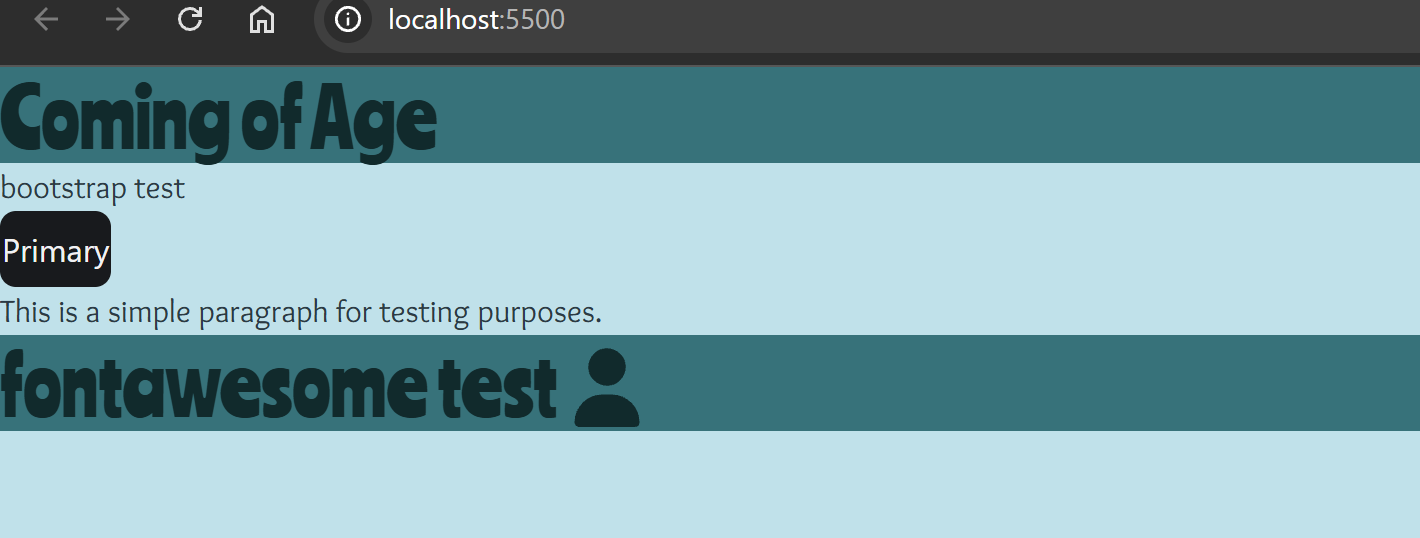 localhost:5500
Coming of Age
bootstrap test
Primary
This is a simple paragraph for testing purposes.
fontawesome test